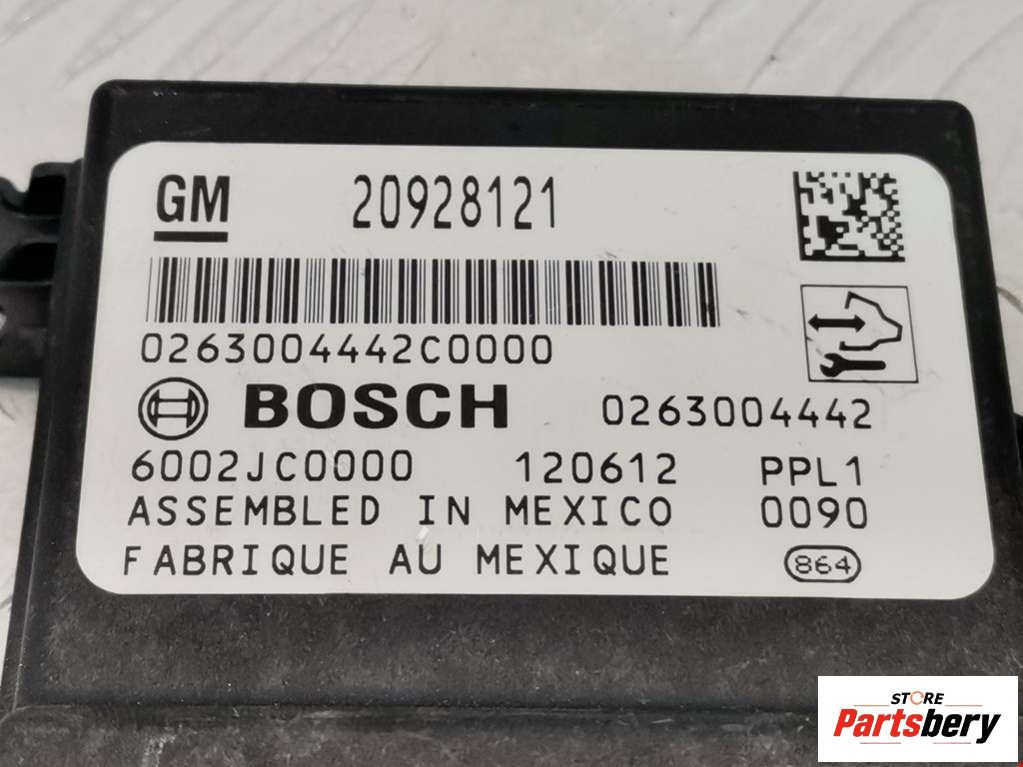 GM 20928121
0263004442C0000
BOSCH 0263004442
6002JC0000 120612 PPL1
ASSEMBLED IN MEXICO 0090
FABRIQUE AU MEXIQUE 864
STORE
Partsbery